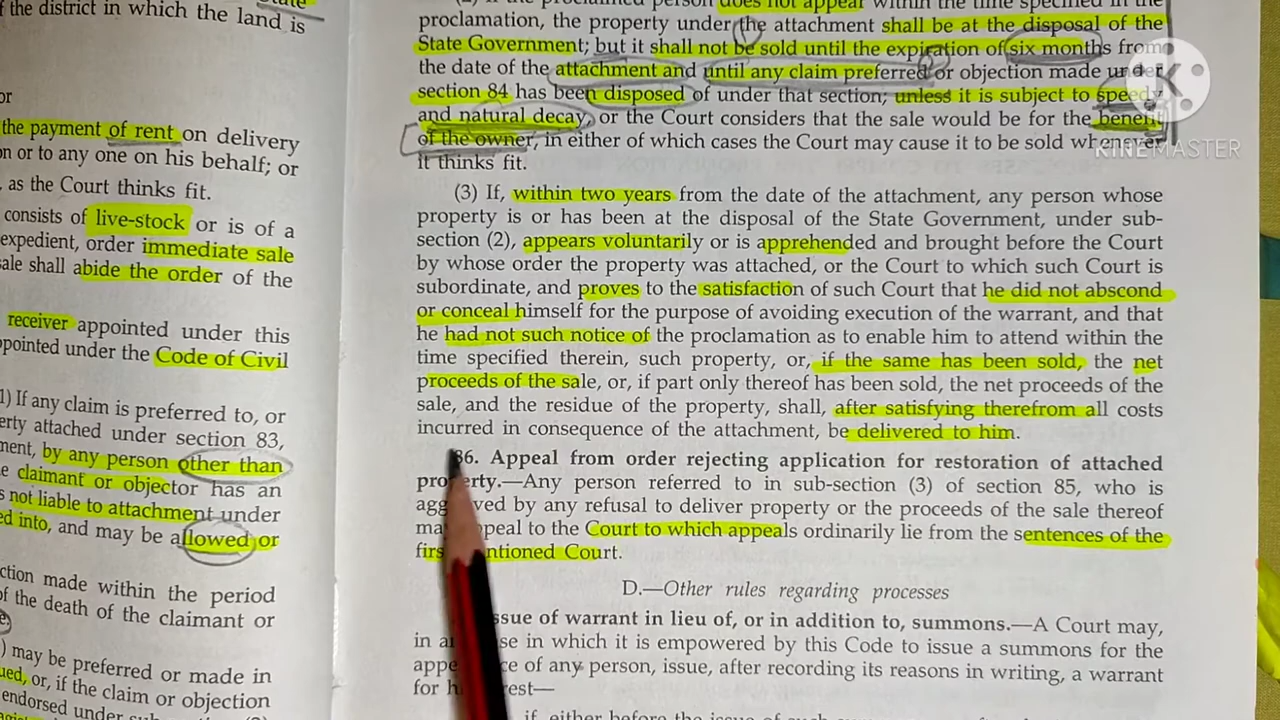 f the district in which the land is
or
the payment of rent on delivery
on or to any one on his behalf; or
, as the Court thinks fit.
consists of live-stock or is of a
expedient, order immediate sale
sale shall abide the order of the
receiver appointed under this
ppointed under the Code of Civil
1) If any claim is preferred to, or
erty attached under section 83,
ment, by any person other than
e claimant or objector has an
s not liable to attachment under
ed into, and may be allowed or
ction made within the period
of the death of the claimant or
) may be preferred or made in
ued, or, if the claim or objection
endorsed under
does not appear within the time specified in the
proclamation, the property under the attachment shall be at the disposal of the
State Government; but it shall not be sold until the expiration of six months from
the date of the attachment and until any claim preferred or objection made under
section 84 has been disposed of under that section; unless it is subject to speedy
and natural decay, or the Court considers that the sale would be for the benefit
of the owner, in either of which cases the Court may cause it to be sold whenever
it thinks fit.
(3) If, within two years from the date of the attachment, any person whose
property is or has been at the disposal of the State Government, under sub-
section (2), appears voluntarily or is apprehended and brought before the Court
by whose order the property was attached, or the Court to which such Court is
subordinate, and proves to the satisfaction of such Court that he did not abscond
or conceal himself for the purpose of avoiding execution of the warrant, and that
he had not such notice of the proclamation as to enable him to attend within the
time specified therein, such property, or, if the same has been sold, the net
proceeds of the sale, or, if part only thereof has been sold, the net proceeds of the
sale, and the residue of the property, shall, after satisfying therefrom all costs
incurred in consequence of the attachment, be delivered to him.
86. Appeal from order rejecting application for restoration of attached
property.—Any person referred to in sub-section (3) of section 85, who is
aggrieved by any refusal to deliver property or the proceeds of the sale thereof
may appeal to the Court to which appeals ordinarily lie from the sentences of the
first mentioned Court.
D.—Other rules regarding processes
ssue of warrant in lieu of, or in addition to, summons.—A Court may,
in a se in which it is empowered by this Code to issue a summons for the
appe ce of any person, issue, after recording its reasons in writing, a warrant
for h rest—
if either before the issue of such
K
KINEMASTER